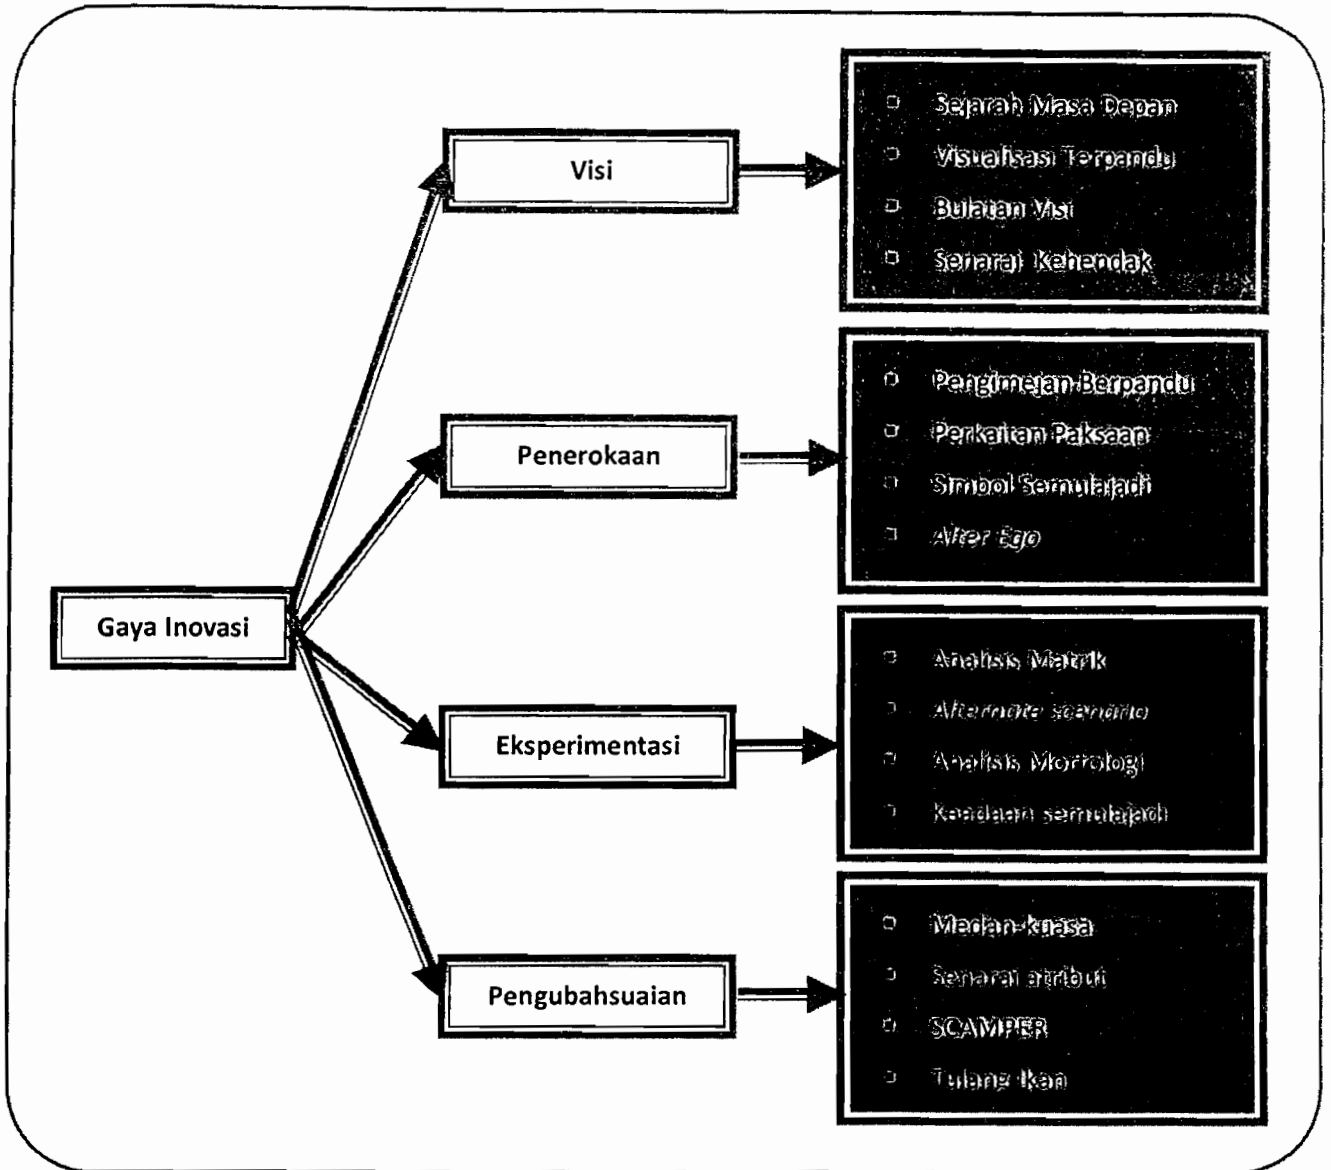 Gaya Inovasi
Visi
Sejarah Masa Depan
Visualisasi Terpandu
Bulatan Visi
Senarai Kehendak
Penerokaan
Pengimejan Berpandu
Perkaitan Paksaan
Simbol Semulajadi
Alter Ego
Eksperimentasi
Analisis Matrik
Alternate scenario
Analisis Morfologi
Keadaan semulajadi
Pengubahsuaian
Medan-kuasa
Senarai atribut
SCAMPER
Tulang Ikan